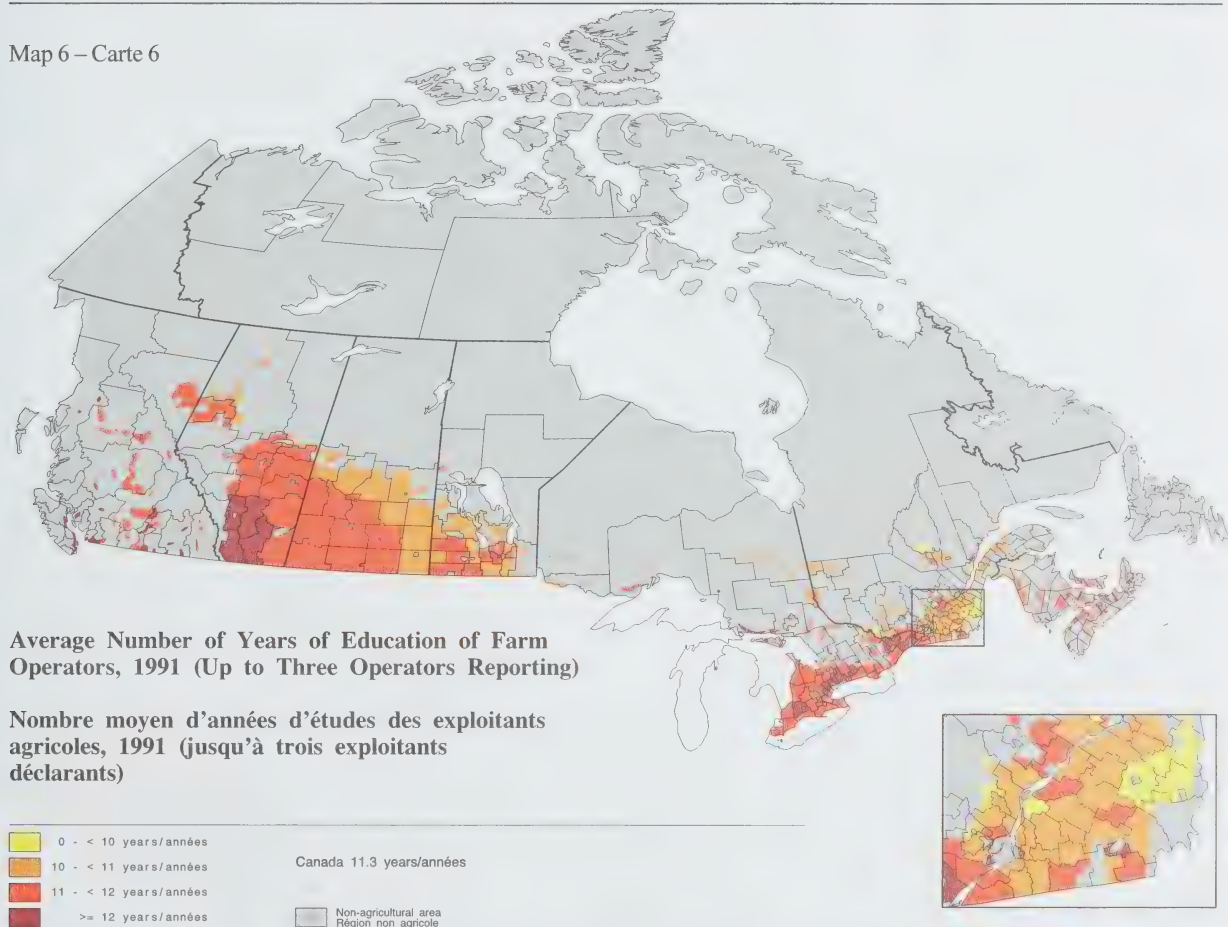 Map 6 – Carte 6
Average Number of Years of Education of Farm
Operators, 1991 (Up to Three Operators Reporting)
Nombre moyen d'années d'études des exploitants
agricoles, 1991 (jusqu'à trois exploitants
déclarants)
0 - < 10 years/années
10 - < 11 years/années
11 - < 12 years/années
>= 12 years/années
Canada 11.3 years/années
Non-agricultural area
Région non agricole